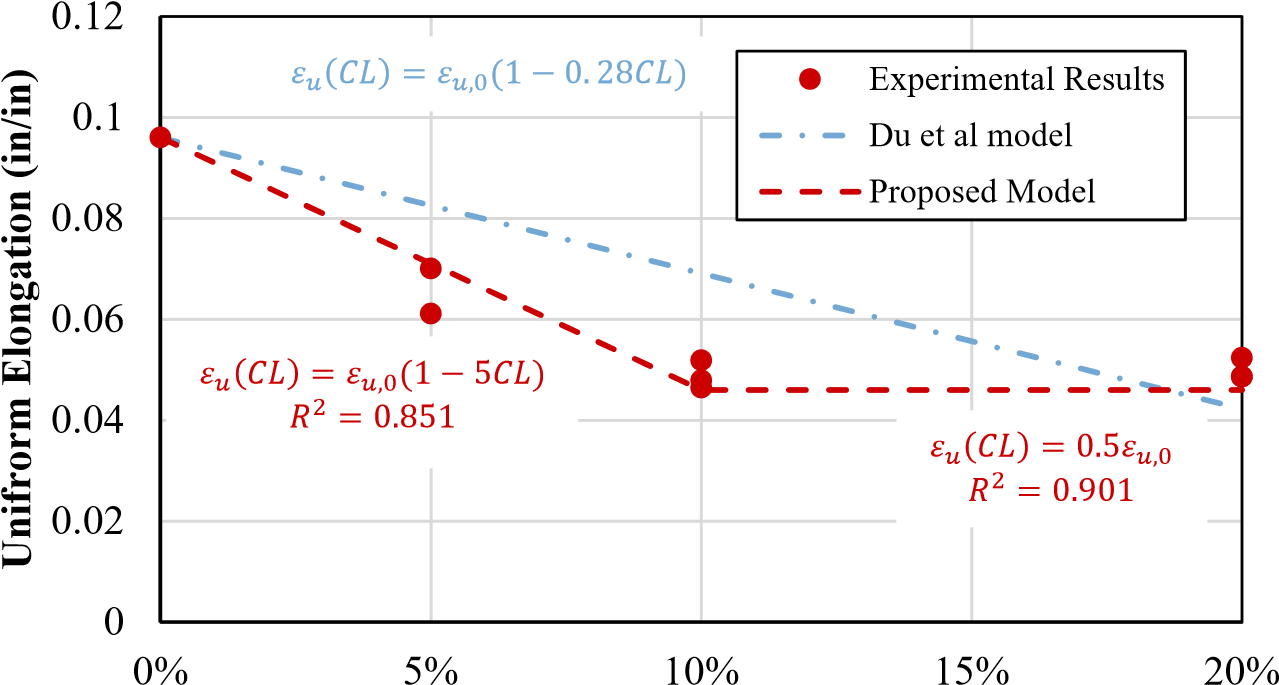 Unifrorm Elongation (in/in)
0.12
0.1
0.08
0.06
0.04
0.02
0
0%
5%
10%
15%
20%
εᵤ(CL) = εᵤ,₀(1 − 0.28CL)
Experimental Results
Du et al model
Proposed Model
εᵤ(CL) = εᵤ,₀(1 − 5CL)
R² = 0.851
εᵤ(CL) = 0.5εᵤ,₀
R² = 0.901